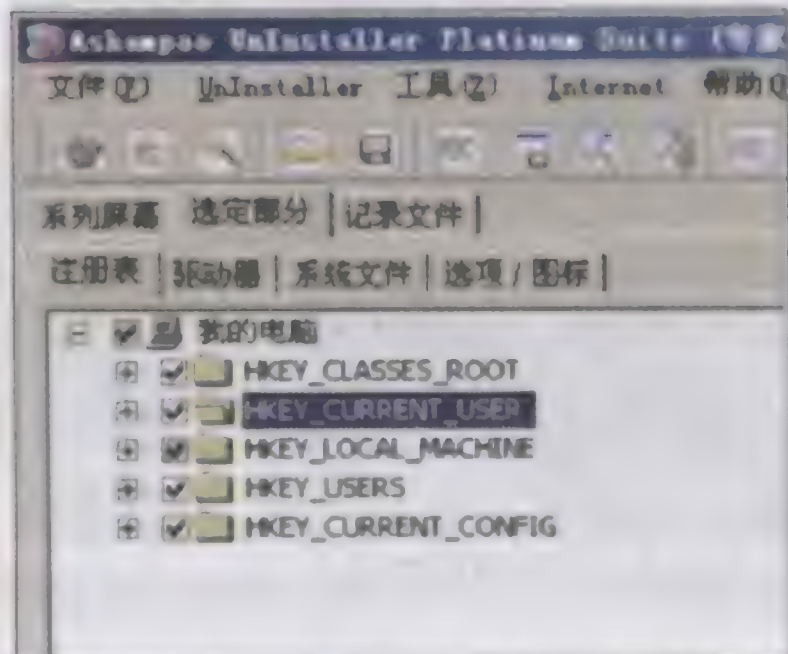 Ashampoo UnInstaller Platinum Suite
文件(F) UnInstaller 工具(Z) Internet 帮助
系列屏幕 选定部分 记录文件
注册表 驱动器 系统文件 选项/图标
我的电脑
HKEY_CLASSES_ROOT
HKEY_CURRENT_USER
HKEY_LOCAL_MACHINE
HKEY_USERS
HKEY_CURRENT_CONFIG